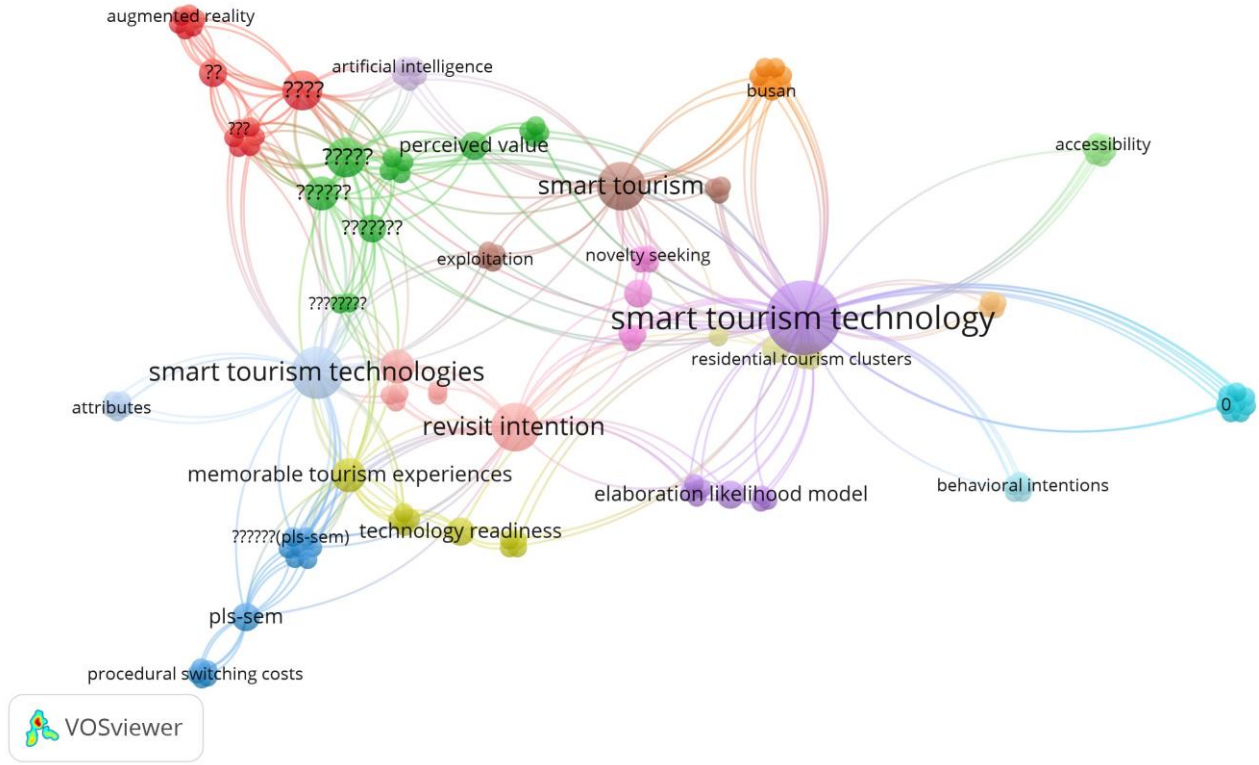 augmented reality
??
????
artificial intelligence
busan
???
?????
perceived value
accessibility
??????
smart tourism
???????
exploitation
novelty seeking
????????
smart tourism technology
residential tourism clusters
smart tourism technologies
attributes
revisit intention
0
memorable tourism experiences
elaboration likelihood model
behavioral intentions
??????(pls-sem)
technology readiness
pls-sem
procedural switching costs
VOSviewer